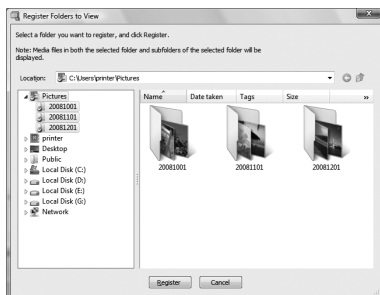 Register Folders to View
Select a folder you want to register, and click Register.
Note: Media files in both the selected folder and subfolders of the selected folder will be
displayed.
Location: C:\Users\printer\Pictures
Pictures
20081001
20081101
20081201
printer
Desktop
Public
Local Disk (C:)
Local Disk (D:)
Local Disk (E:)
Local Disk (G:)
Network
Name Date taken Tags Size »
20081001 20081101 20081201
Register Cancel